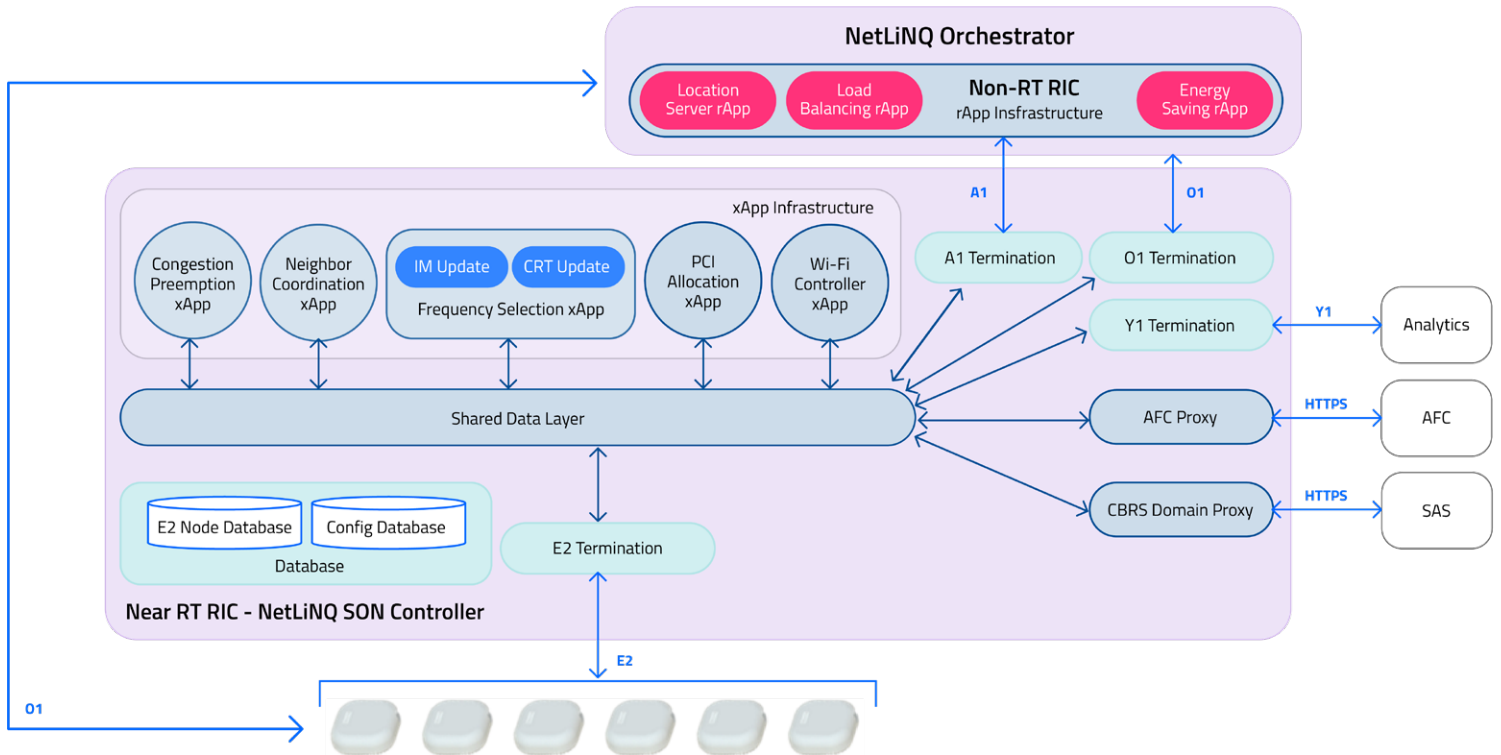 NetLiNQ Orchestrator
Location
Server rApp
Load
Balancing rApp
Non-RT RIC
rApp Insfrastructure
Energy
Saving rApp
A1
O1
xApp Infrastructure
Congestion
Preemption
xApp
Neighbor
Coordination
xApp
IM Update
CRT Update
Frequency Selection xApp
PCI
Allocation
xApp
Wi-Fi
Controller
xApp
A1 Termination
O1 Termination
Y1 Termination
Y1
Analytics
Shared Data Layer
AFC Proxy
HTTPS
AFC
CBRS Domain Proxy
HTTPS
SAS
E2 Node Database
Config Database
Database
E2 Termination
Near RT RIC - NetLiNQ SON Controller
E2
O1